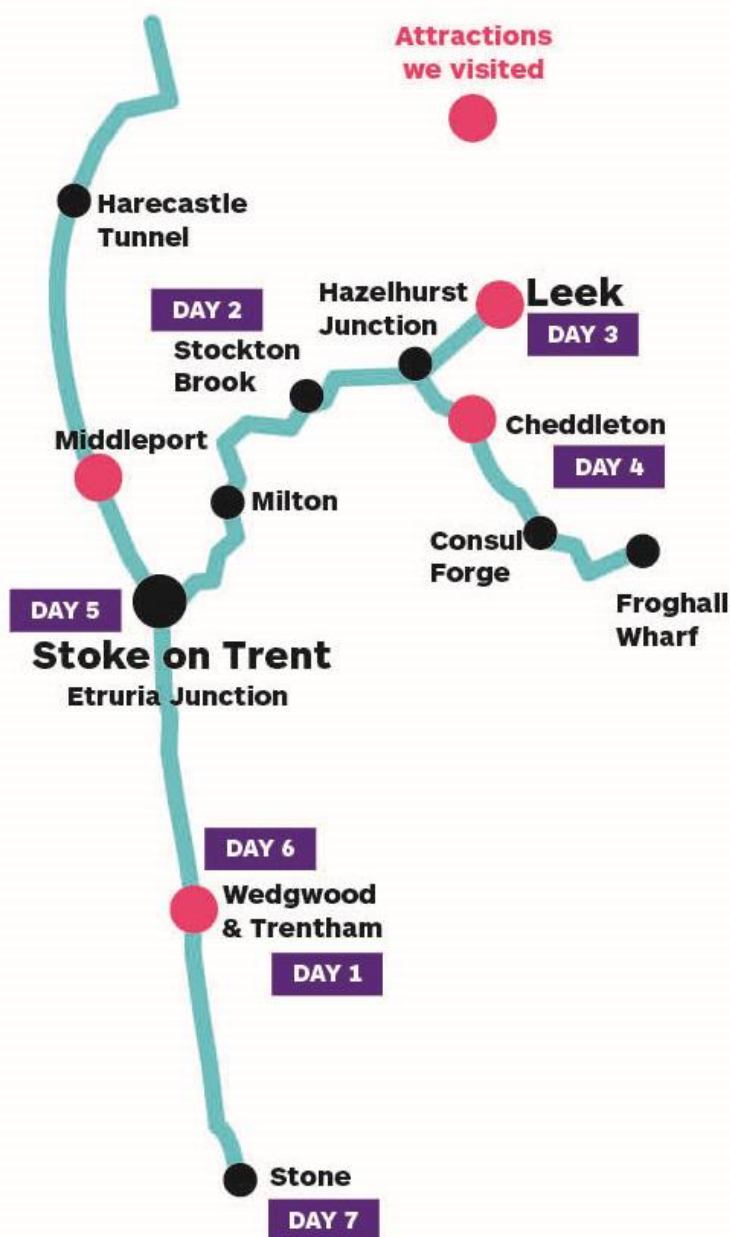 Attractions
we visited
Harecastle
Tunnel
DAY 2
Stockton
Brook
Hazelhurst
Junction
Leek
DAY 3
Middleport
Cheddleton
DAY 4
Milton
Consul
Forge
Froghall
Wharf
DAY 5
Stoke on Trent
Etruria Junction
DAY 6
Wedgwood
& Trentham
DAY 1
Stone
DAY 7